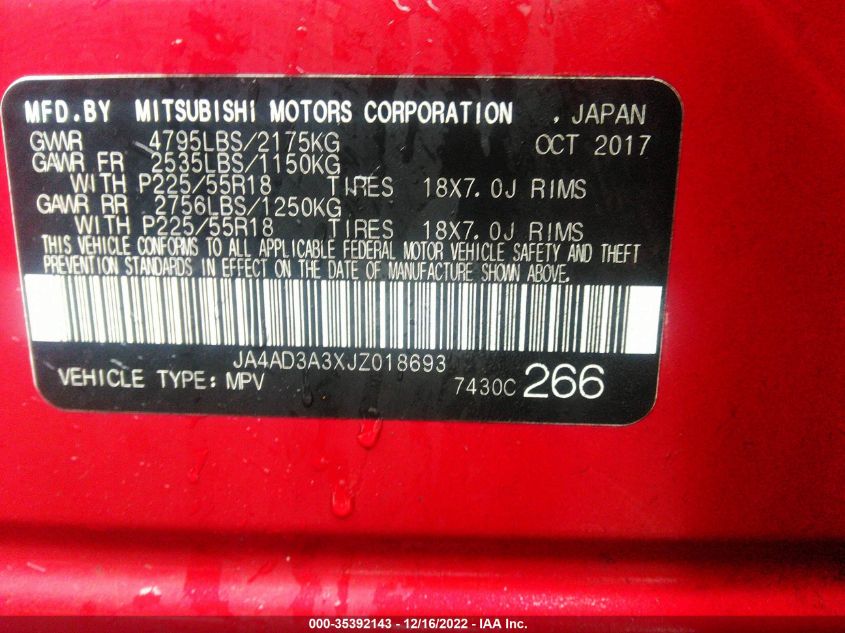 MFD.BY MITSUBISHI MOTORS CORPORATION , JAPAN
GVWR 4795LBS/2175KG OCT 2017
GAWR FR 2535LBS/1150KG
WITH P225/55R18 TIRES 18X7.0J RIMS
GAWR RR 2756LBS/1250KG
WITH P225/55R18 TIRES 18X7.0J RIMS
THIS VEHICLE CONFORMS TO ALL APPLICABLE FEDERAL MOTOR VEHICLE SAFETY AND THEFT
PREVENTION STANDARDS IN EFFECT ON THE DATE OF MANUFACTURE SHOWN ABOVE.
JA4AD3A3XJZ018693
VEHICLE TYPE: MPV 7430C 266
000-35392143 - 12/16/2022 - IAA Inc.